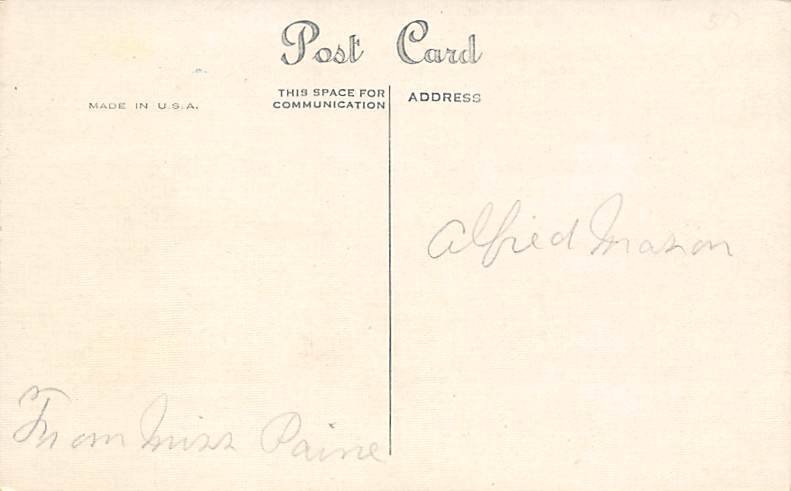 Post Card
MADE IN U.S.A.
THIS SPACE FOR
COMMUNICATION
ADDRESS
Alfred Mason
From Miss Paine